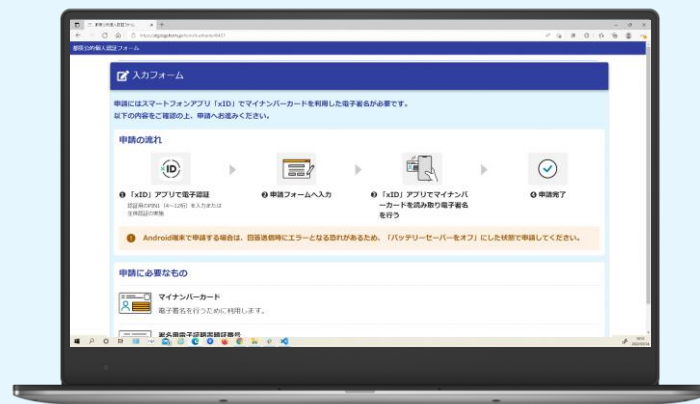 入力フォーム
申請にはスマートフォンアプリ「xID」でマイナンバーカードを利用した電子署名が必要です。
以下の内容をご確認の上、申請へお進みください。
申請の流れ
ID
❶「xID」アプリで電子認証
❷ 申請フォームへ入力
❸「xID」アプリでマイナンバ
ーカードを読み取り電子署名
を行う
❹ 申請完了
Android端末で申請する場合は、回答送信時にエラーとなる恐れがあるため、「バッテリーセーバーをオフ」にした状態で申請してください。
申請に必要なもの
マイナンバーカード
電子署名を行うために利用します。